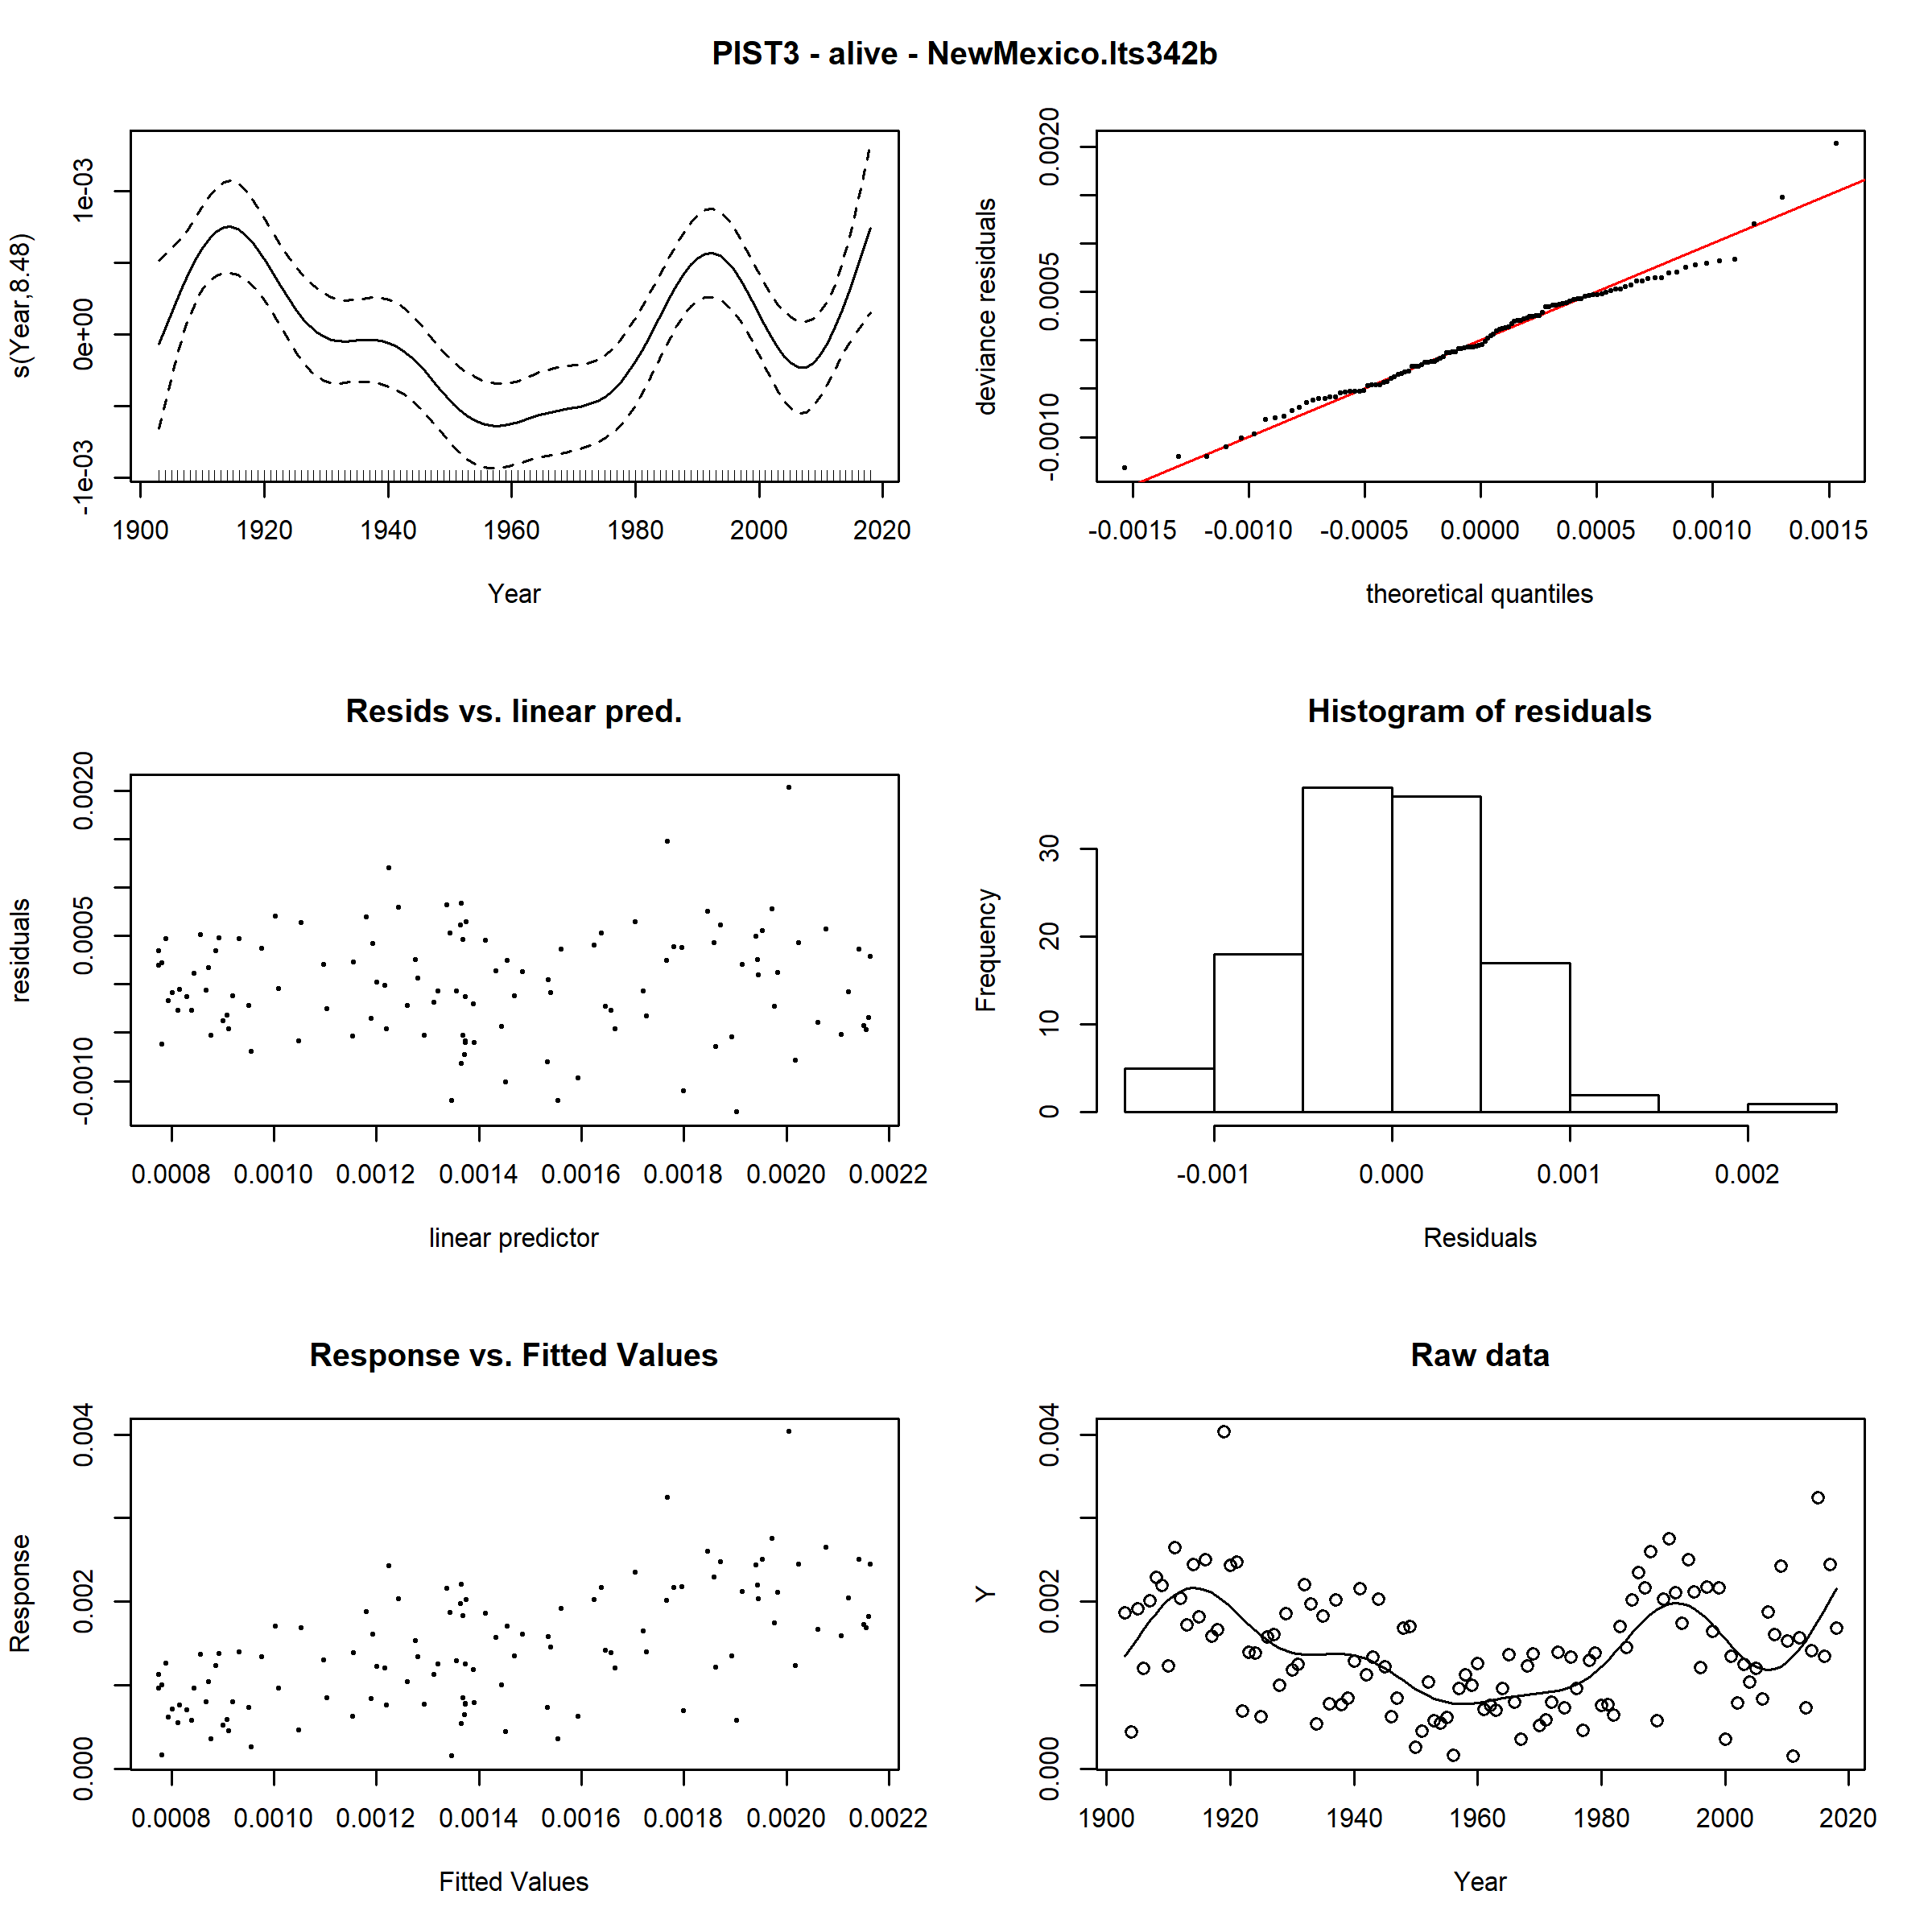 PIST3 - alive - NewMexico.lts342b
s(Year,8.48)
-1e-03 0e+00 1e-03
1900 1920 1940 1960 1980 2000 2020
Year
deviance residuals
-0.0010 0.0005 0.0020
-0.0015 -0.0010 -0.0005 0.0000 0.0005 0.0010 0.0015
theoretical quantiles
Resids vs. linear pred.
residuals
-0.0010 0.0005 0.0020
0.0008 0.0010 0.0012 0.0014 0.0016 0.0018 0.0020 0.0022
linear predictor
Histogram of residuals
Frequency
0 10 20 30
-0.001 0.000 0.001 0.002
Residuals
Response vs. Fitted Values
Response
0.000 0.002 0.004
0.0008 0.0010 0.0012 0.0014 0.0016 0.0018 0.0020 0.0022
Fitted Values
Raw data
Y
0.000 0.002 0.004
1900 1920 1940 1960 1980 2000 2020
Year